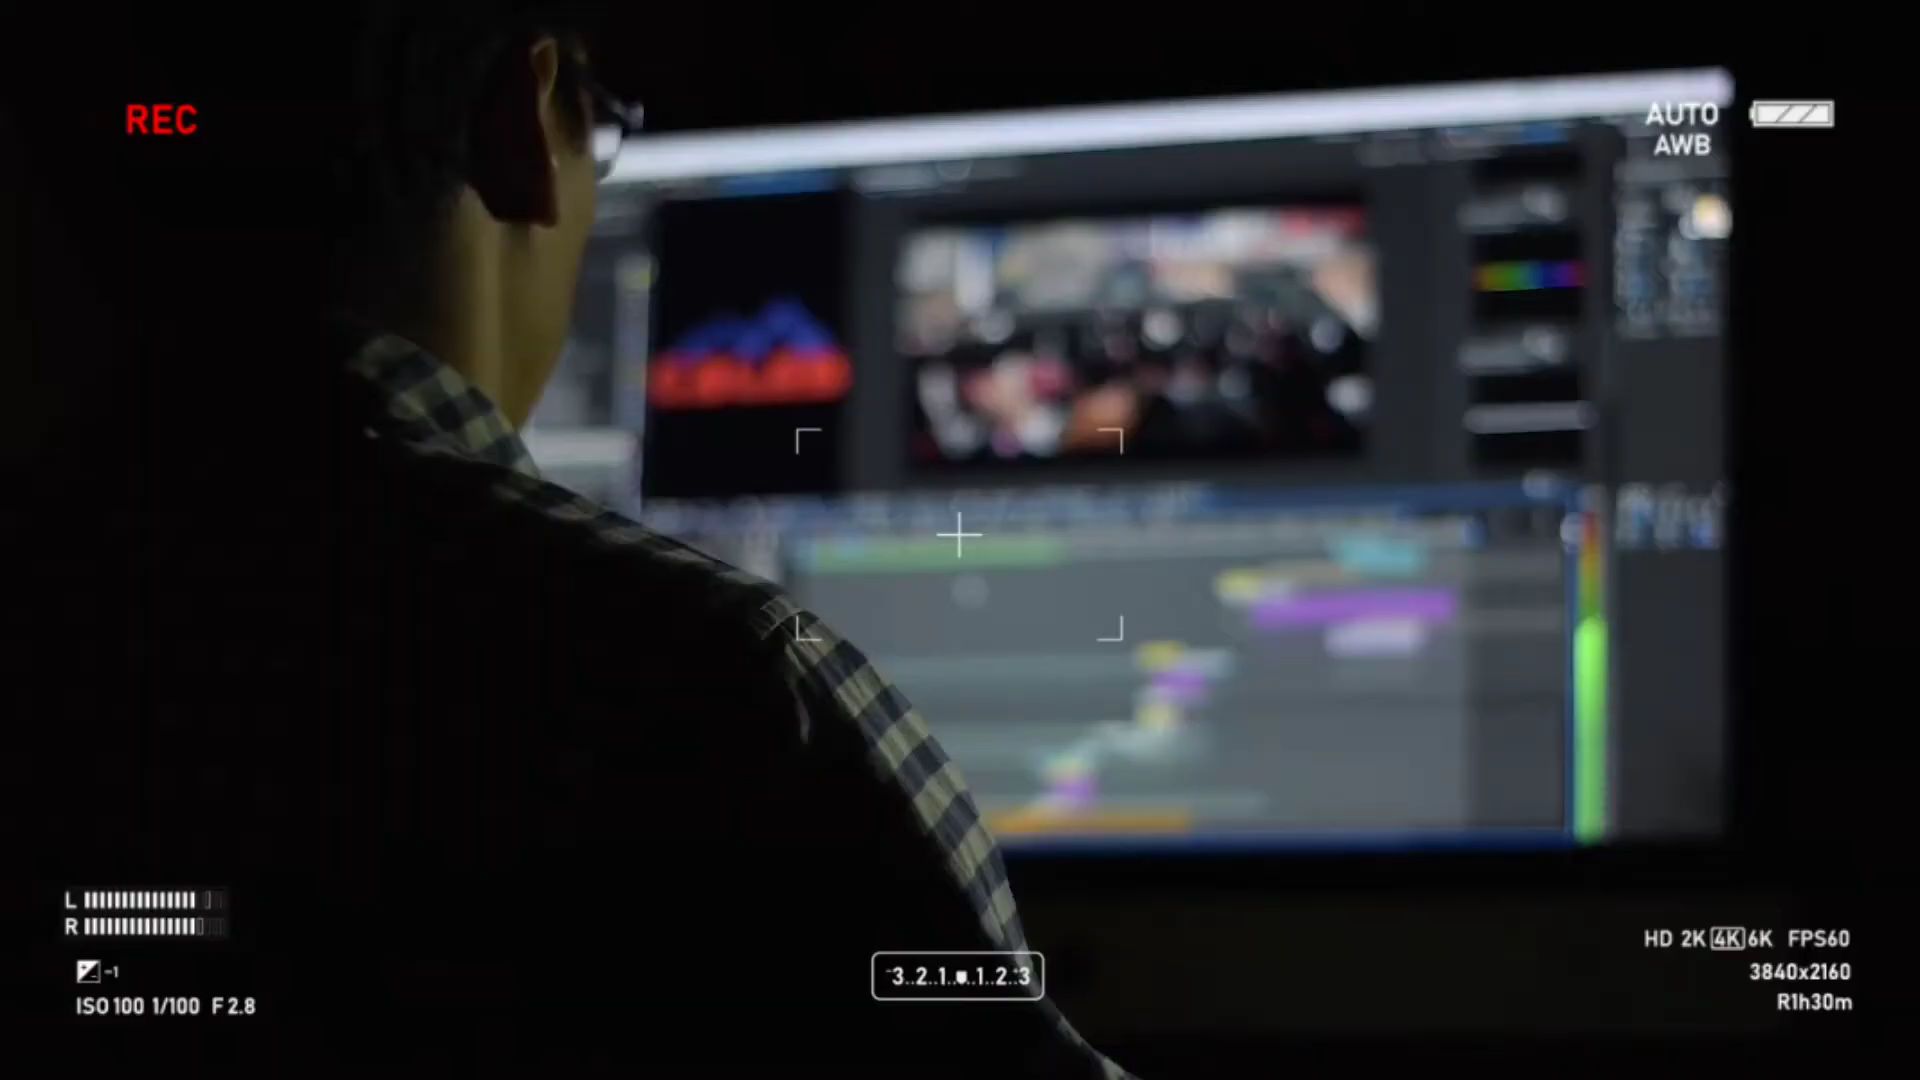 REC
AUTO
AWB
L
R
-1
ISO 100 1/100 F 2.8
-3..2..1..■..1..2..+3
HD 2K 4K 6K FPS60
3840x2160
R1h30m